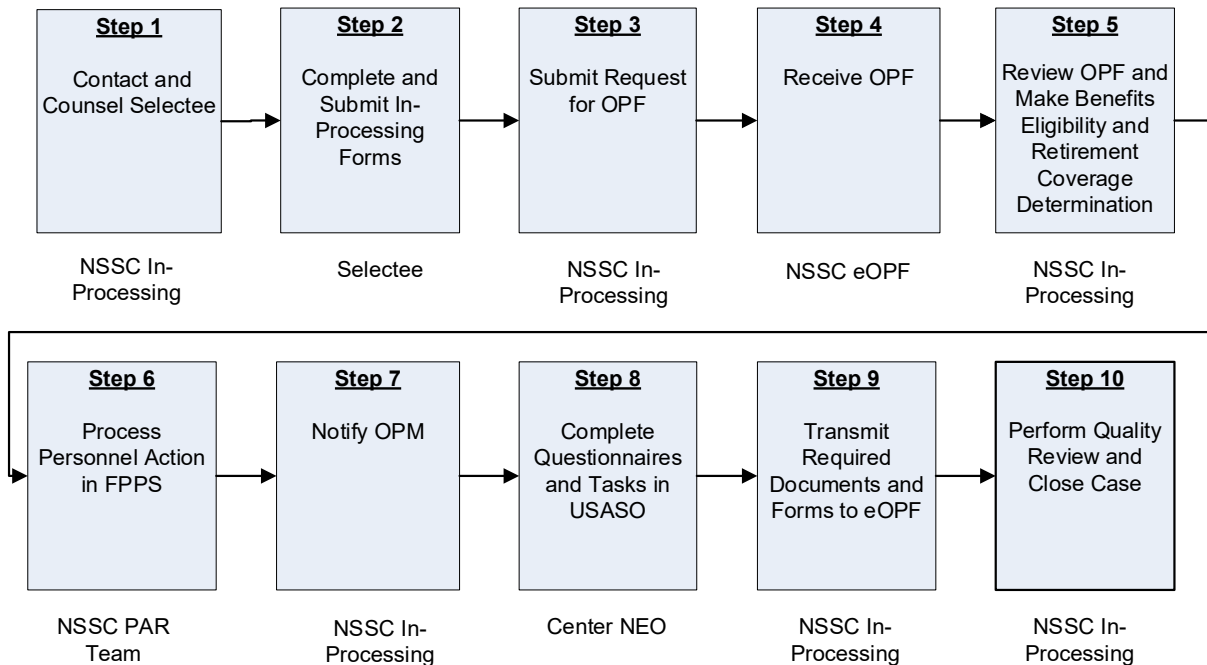 Step 1
Contact and
Counsel Selectee
NSSC In-
Processing
Step 2
Complete and
Submit In-
Processing
Forms
Selectee
Step 3
Submit Request
for OPF
NSSC In-
Processing
Step 4
Receive OPF
NSSC eOPF
Step 5
Review OPF and
Make Benefits
Eligibility and
Retirement
Coverage
Determination
NSSC In-
Processing
Step 6
Process
Personnel Action
in FPPS
NSSC PAR
Team
Step 7
Notify OPM
NSSC In-
Processing
Step 8
Complete
Questionnaires
and Tasks in
USASO
Center NEO
Step 9
Transmit
Required
Documents and
Forms to eOPF
NSSC In-
Processing
Step 10
Perform Quality
Review and
Close Case
NSSC In-
Processing